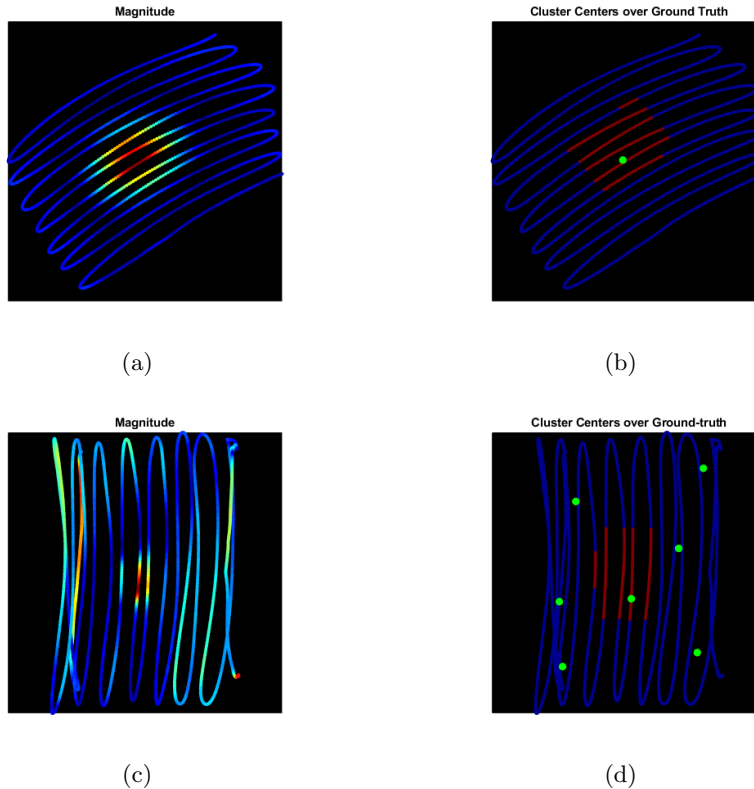 Magnitude
Cluster Centers over Ground Truth
(a)
(b)
Magnitude
Cluster Centers over Ground-truth
(c)
(d)